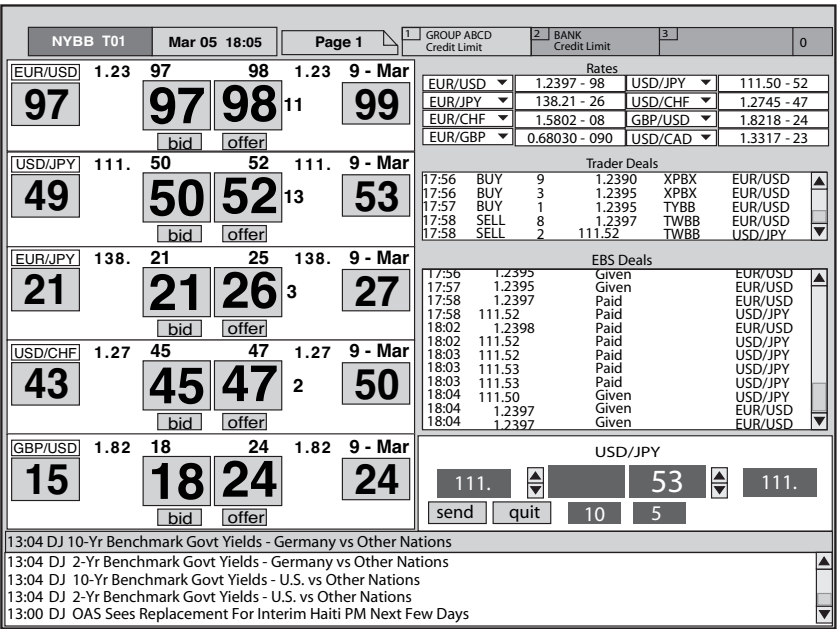 NYBB T01 Mar 05 18:05 Page 1 1 GROUP ABCD Credit Limit 2 BANK Credit Limit 3 0
EUR/USD 1.23 97 98 1.23 9 - Mar
97 97 98 11 99
bid offer
USD/JPY 111. 50 52 111. 9 - Mar
49 50 52 13 53
bid offer
EUR/JPY 138. 21 25 138. 9 - Mar
21 21 26 3 27
bid offer
USD/CHF 1.27 45 47 1.27 9 - Mar
43 45 47 2 50
bid offer
GBP/USD 1.82 18 24 1.82 9 - Mar
15 18 24 24
bid offer
Rates
EUR/USD 1.2397 - 98 USD/JPY 111.50 - 52
EUR/JPY 138.21 - 26 USD/CHF 1.2745 - 47
EUR/CHF 1.5802 - 08 GBP/USD 1.8218 - 24
EUR/GBP 0.68030 - 090 USD/CAD 1.3317 - 23
Trader Deals
17:56 BUY 9 1.2390 XPBX EUR/USD
17:56 BUY 3 1.2395 XPBX EUR/USD
17:57 BUY 1 1.2395 TYBB EUR/USD
17:58 SELL 8 1.2397 TWBB EUR/USD
17:58 SELL 2 111.52 TWBB USD/JPY
EBS Deals
17:56 1.2395 Given EUR/USD
17:57 1.2395 Given EUR/USD
17:58 1.2397 Paid EUR/USD
17:58 111.52 Paid USD/JPY
18:02 1.2398 Paid EUR/USD
18:02 111.52 Paid USD/JPY
18:03 111.52 Paid USD/JPY
18:03 111.53 Paid USD/JPY
18:03 111.53 Paid USD/JPY
18:04 111.50 Given USD/JPY
18:04 1.2397 Given EUR/USD
18:04 1.2397 Given EUR/USD
USD/JPY
111. 53 111.
send quit 10 5
13:04 DJ 10-Yr Benchmark Govt Yields - Germany vs Other Nations
13:04 DJ 2-Yr Benchmark Govt Yields - Germany vs Other Nations
13:04 DJ 10-Yr Benchmark Govt Yields - U.S. vs Other Nations
13:04 DJ 2-Yr Benchmark Govt Yields - U.S. vs Other Nations
13:00 DJ OAS Sees Replacement For Interim Haiti PM Next Few Days